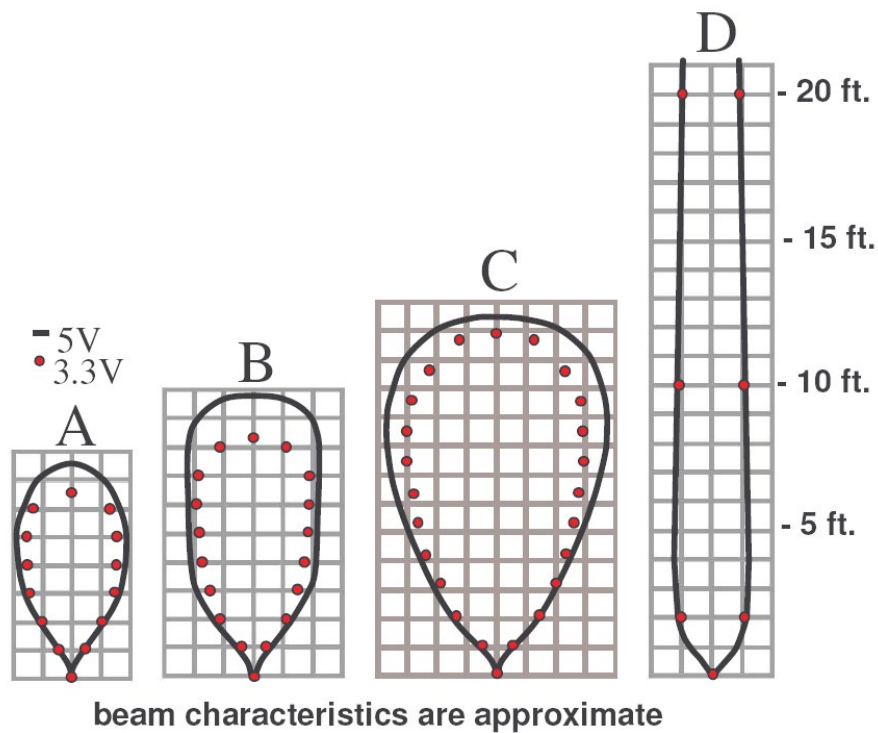 D
- 20 ft.
- 15 ft.
C
- 5V
3.3V
B
- 10 ft.
A
- 5 ft.
beam characteristics are approximate